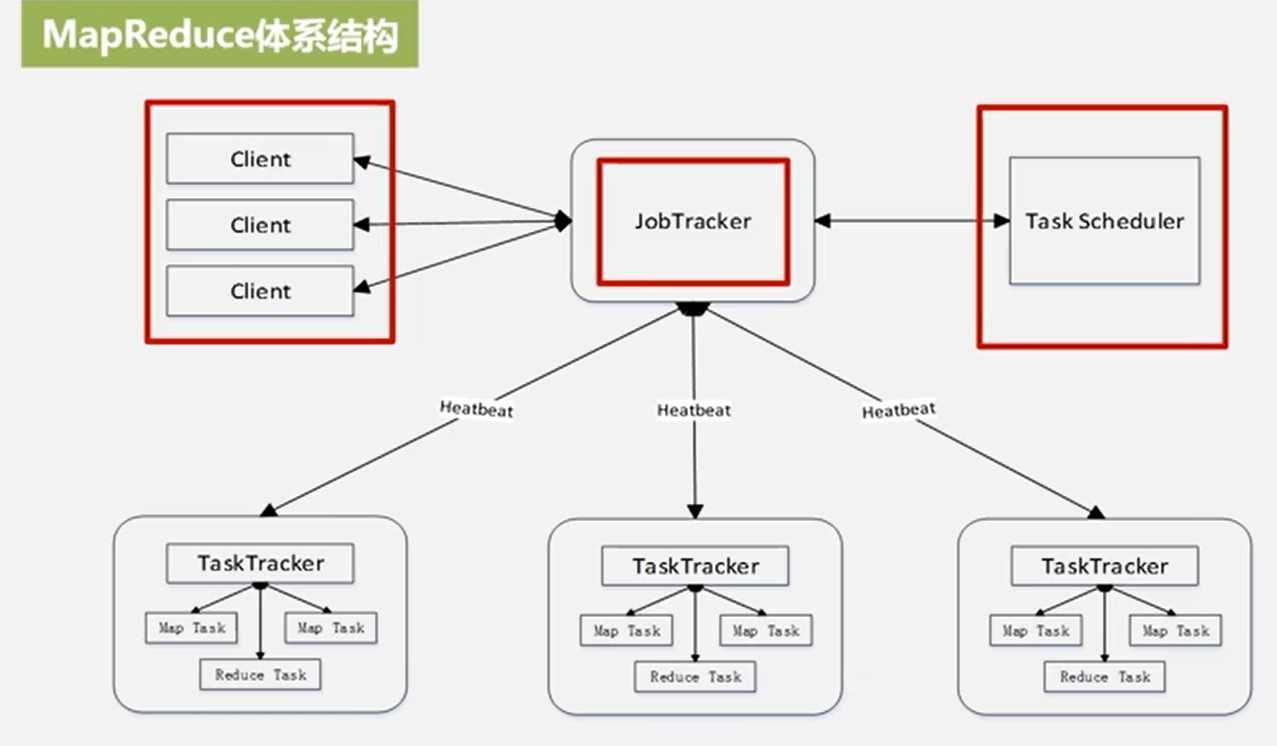 MapReduce体系结构
Client
Client
Client
JobTracker
Task Scheduler
Heatbeat
Heatbeat
Heatbeat
TaskTracker
Map Task
Map Task
Reduce Task
TaskTracker
Map Task
Map Task
Reduce Task
TaskTracker
Map Task
Map Task
Reduce Task